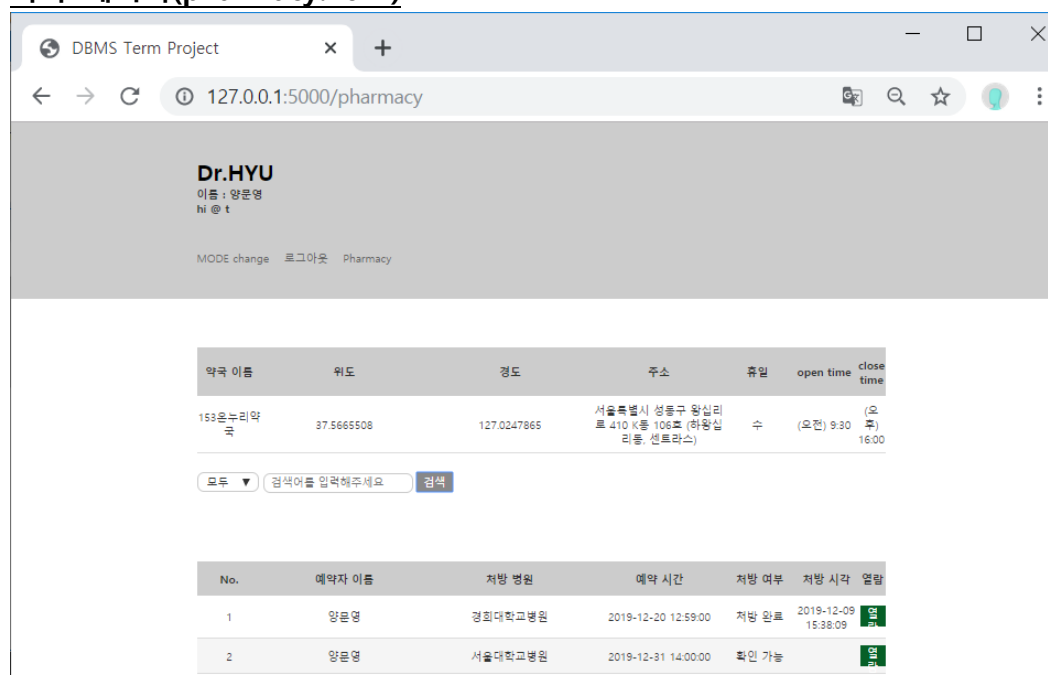 DBMS Term Project
127.0.0.1:5000/pharmacy
Dr.HYU
이름 : 양문영
hi @ t
MODE change 로그아웃 Pharmacy
약국 이름 위도 경도 주소 휴일 open time close time
153온누리약국 37.5665508 127.0247865 서울특별시 성동구 왕십리로 410 K동 106호 (하왕십리동, 센트라스) 수 (오전) 9:30 (오후) 16:00
모두 ▼ 검색어를 입력해주세요 검색
No. 예약자 이름 처방 병원 예약 시간 처방 여부 처방 시각 열람
1 양문영 경희대학교병원 2019-12-20 12:59:00 처방 완료 2019-12-09 15:38:09 열람
2 양문영 서울대학교병원 2019-12-31 14:00:00 확인 가능 열람